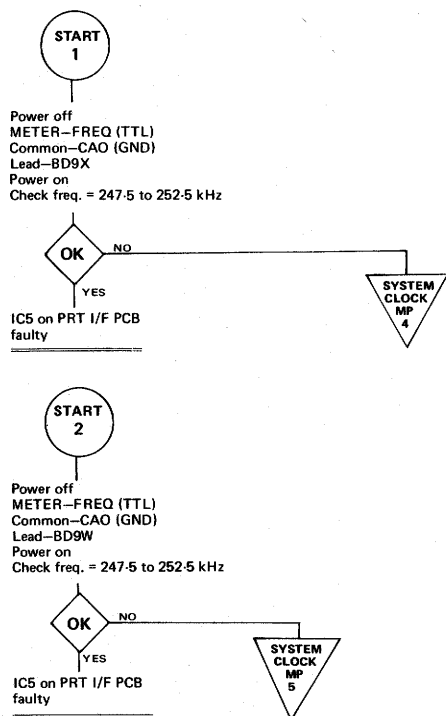 START
1
Power off
METER—FREQ (TTL)
Common—CAO (GND)
Lead—BD9X
Power on
Check freq. = 247·5 to 252·5 kHz
OK
NO
YES
SYSTEM
CLOCK
MP
4
IC5 on PRT I/F PCB
faulty
START
2
Power off
METER—FREQ (TTL)
Common—CAO (GND)
Lead—BD9W
Power on
Check freq. = 247·5 to 252·5 kHz
OK
NO
YES
SYSTEM
CLOCK
MP
5
IC5 on PRT I/F PCB
faulty